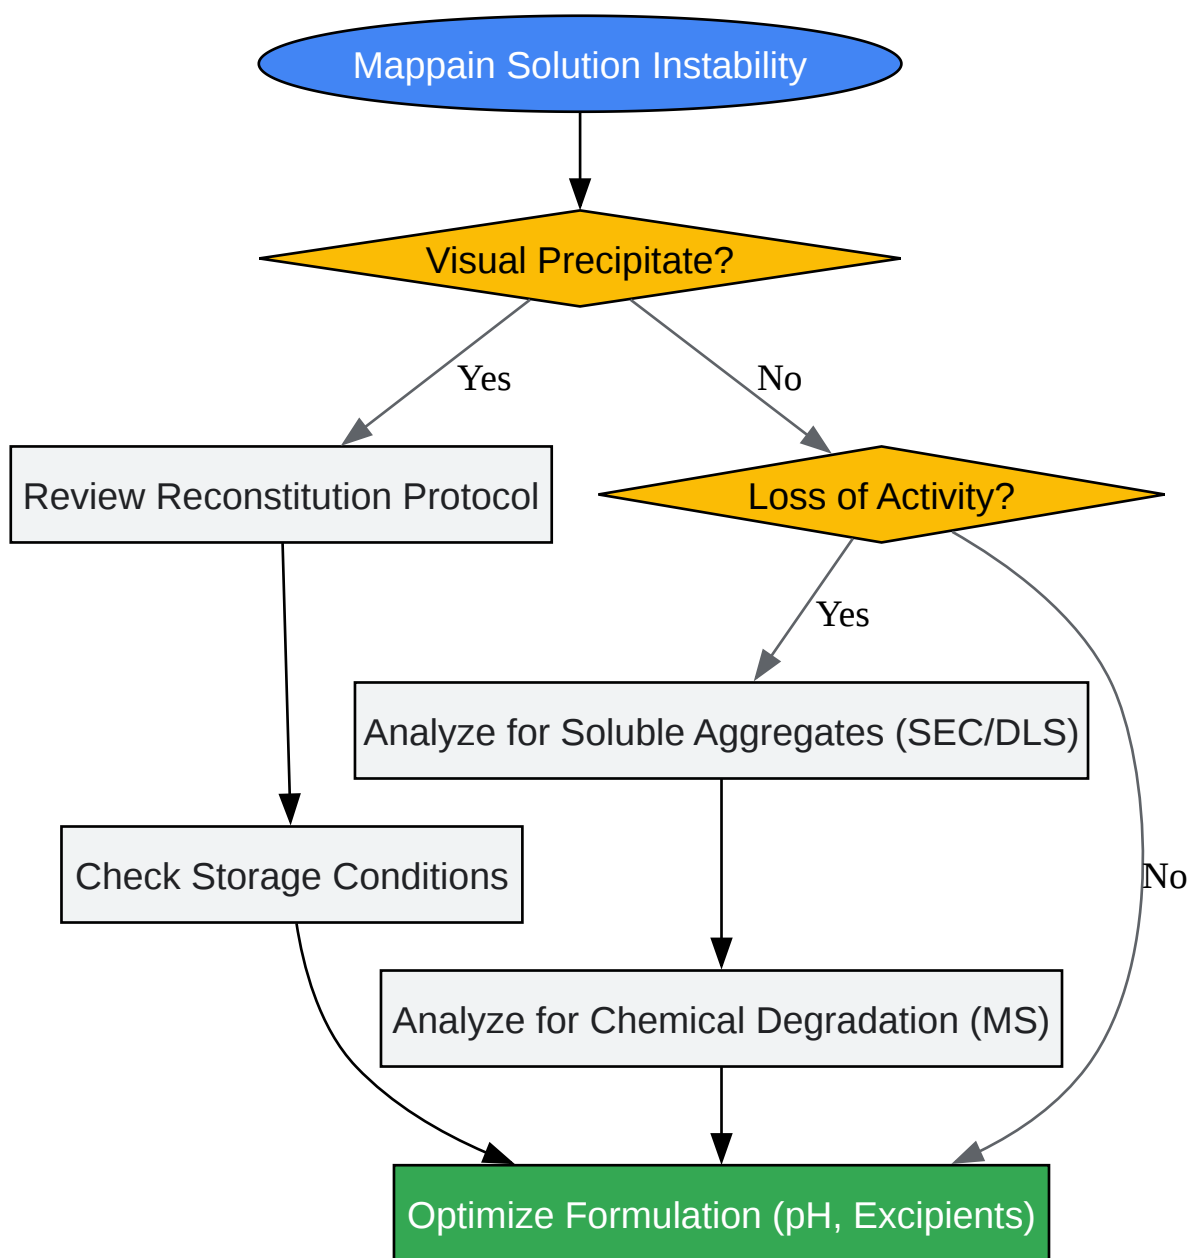 Mappain Solution Instability
Visual Precipitate?
Yes
No
Review Reconstitution Protocol
Loss of Activity?
Yes
Analyze for Soluble Aggregates (SEC/DLS)
Check Storage Conditions
No
Analyze for Chemical Degradation (MS)
Optimize Formulation (pH, Excipients)